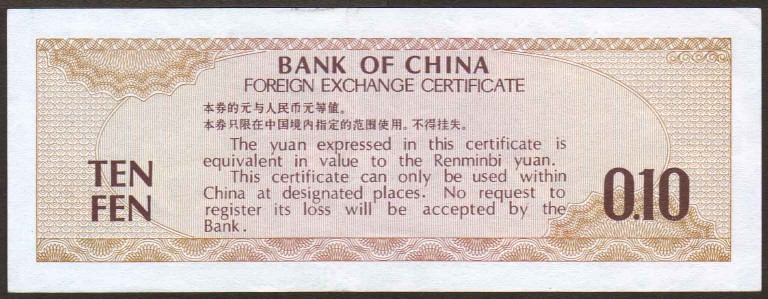 BANK OF CHINA
FOREIGN EXCHANGE CERTIFICATE
本券的元与人民币元等值。
本券只限在中国境内指定的范围使用。不得挂失。
The yuan expressed in this certificate is
equivalent in value to the Renminbi yuan.
This certificate can only be used within
China at designated places. No request to
register its loss will be accepted by the
Bank.
TEN
FEN
0.10